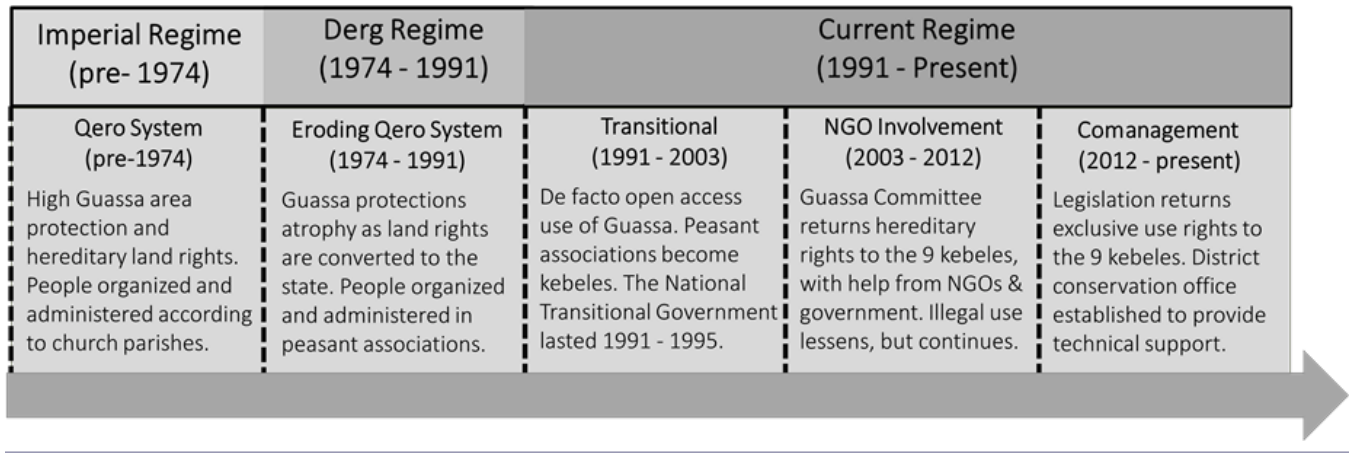 Imperial Regime
(pre- 1974)
Derg Regime
(1974 - 1991)
Current Regime
(1991 - Present)
Qero System
(pre-1974)
High Guassa area
protection and
hereditary land rights.
People organized and
administered according
to church parishes.
Eroding Qero System
(1974 - 1991)
Guassa protections
atrophy as land rights
are converted to the
state. People organized
and administered in
peasant associations.
Transitional
(1991 - 2003)
De facto open access
use of Guassa. Peasant
associations become
kebeles. The National
Transitional Government
lasted 1991 - 1995.
NGO Involvement
(2003 - 2012)
Guassa Committee
returns hereditary
rights to the 9 kebeles,
with help from NGOs &
government. Illegal use
lessens, but continues.
Comanagement
(2012 - present)
Legislation returns
exclusive use rights to
the 9 kebeles. District
conservation office
established to provide
technical support.